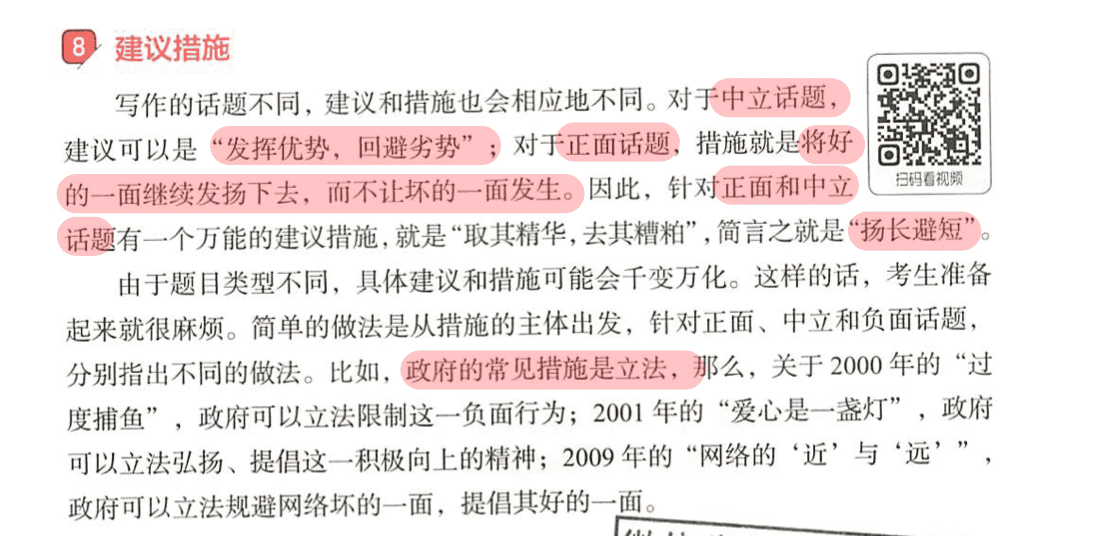 8 建议措施
写作的话题不同，建议和措施也会相应地不同。对于中立话题，
建议可以是“发挥优势，回避劣势”；对于正面话题，措施就是将好
的一面继续发扬下去，而不让坏的一面发生。因此，针对正面和中立
话题有一个万能的建议措施，就是“取其精华，去其糟粕”，简言之就是“扬长避短”。
扫码看视频
由于题目类型不同，具体建议和措施可能会千变万化。这样的话，考生准备
起来就很麻烦。简单的做法是从措施的主体出发，针对正面、中立和负面话题，
分别指出不同的做法。比如，政府的常见措施是立法，那么，关于 2000 年的“过
度捕鱼”，政府可以立法限制这一负面行为；2001 年的“爱心是一盏灯”，政府
可以立法弘扬、提倡这一积极向上的精神；2009 年的“网络的‘近’与‘远’”，
政府可以立法规避网络坏的一面，提倡其好的一面。